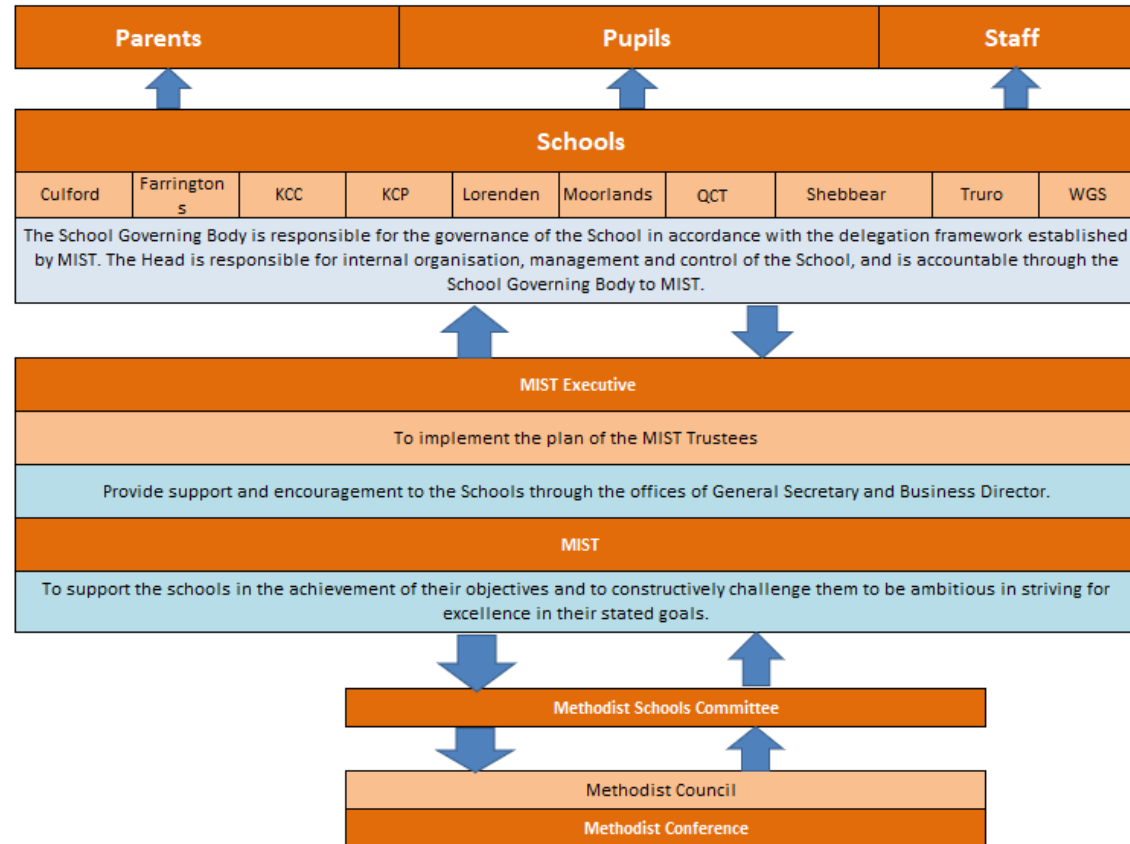 Parents Pupils Staff
Schools
Culford Farrington KCC KCP Lorenden Moorlands QCT Shebbear Truro WGS
s
The School Governing Body is responsible for the governance of the School in accordance with the delegation framework established
by MIST. The Head is responsible for internal organisation, management and control of the School, and is accountable through the
School Governing Body to MIST.
MIST Executive
To implement the plan of the MIST Trustees
Provide support and encouragement to the Schools through the offices of General Secretary and Business Director.
MIST
To support the schools in the achievement of their objectives and to constructively challenge them to be ambitious in striving for
excellence in their stated goals.
Methodist Schools Committee
Methodist Council
Methodist Conference